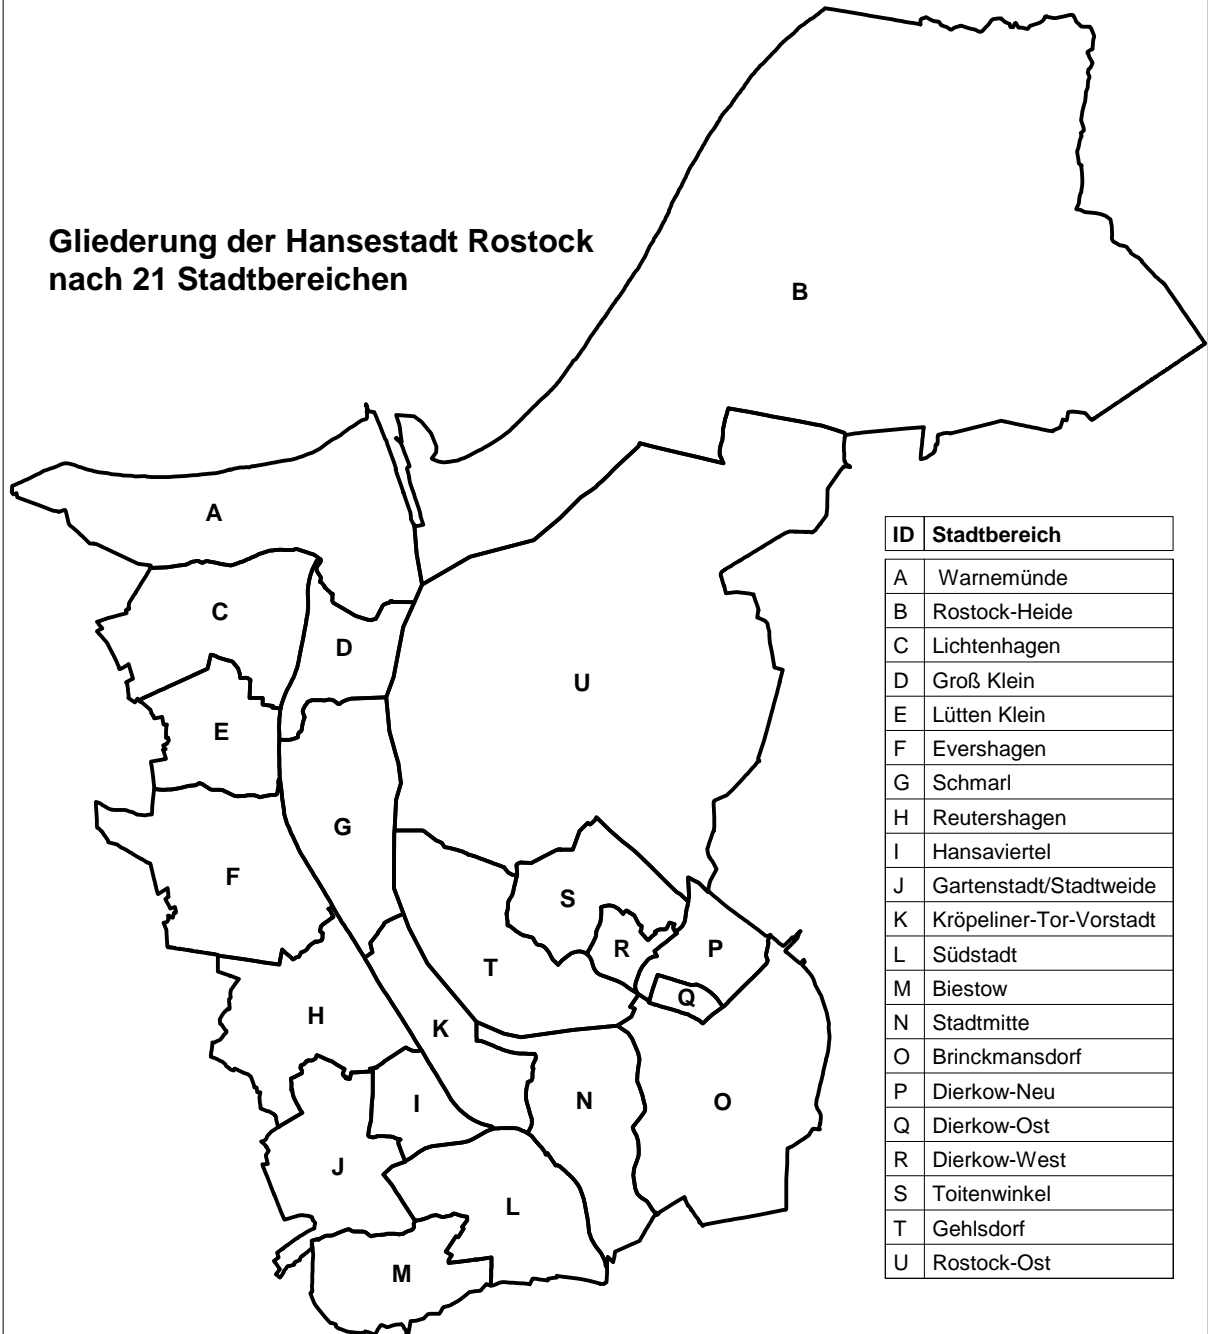 Gliederung der Hansestadt Rostock
nach 21 Stadtbereichen
B
A
C
D
U
E
G
F
S
R
P
T
Q
H
K
I
N
O
J
L
M
ID Stadtbereich
A Warnemünde
B Rostock-Heide
C Lichtenhagen
D Groß Klein
E Lütten Klein
F Evershagen
G Schmarl
H Reutershagen
I Hansaviertel
J Gartenstadt/Stadtweide
K Kröpeliner-Tor-Vorstadt
L Südstadt
M Biestow
N Stadtmitte
O Brinckmansdorf
P Dierkow-Neu
Q Dierkow-Ost
R Dierkow-West
S Toitenwinkel
T Gehlsdorf
U Rostock-Ost